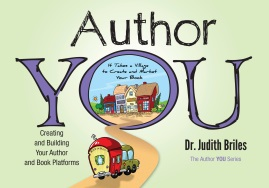 Author
YOU
It Takes a Village
to Create and Market
Your Book
Creating
and Building
Your Author
and Book Platforms
Dr. Judith Briles
The Author YOU Series